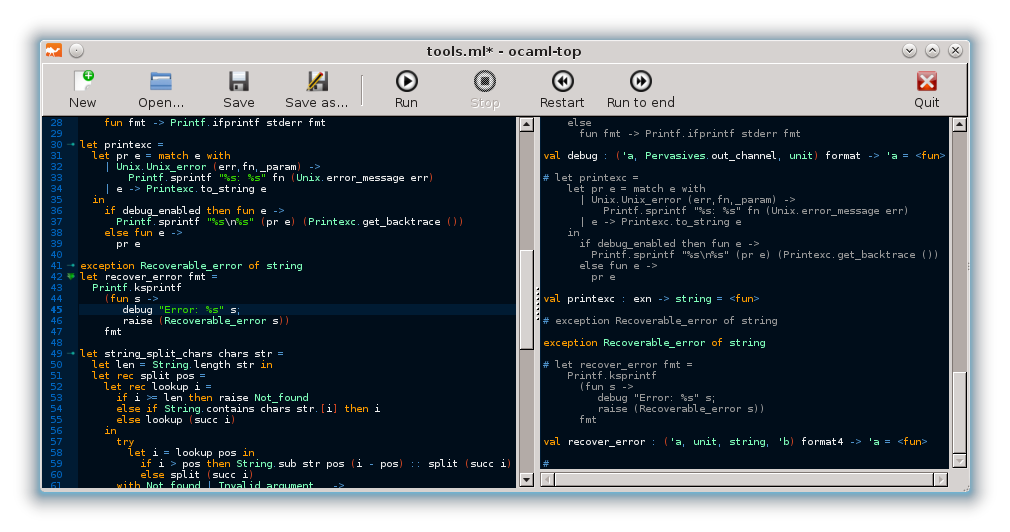 tools.ml* - ocaml-top
New
Open...
Save
Save as...
Run
Stop
Restart
Run to end
Quit
28     fun fmt -> Printf.ifprintf stderr fmt
29
30 let printexc =
31   let pr e = match e with
32     | Unix.Unix_error (err,fn,_param) ->
33         Printf.sprintf "%s: %s" fn (Unix.error_message err)
34     | e -> Printexc.to_string e
35   in
36     if debug_enabled then fun e ->
37       Printf.sprintf "%s\n%s" (pr e) (Printexc.get_backtrace ())
38     else fun e ->
39       pr e
40
41 exception Recoverable_error of string
42 let recover_error fmt =
43   Printf.ksprintf
44     (fun s ->
45        debug "Error: %s" s;
46        raise (Recoverable_error s))
47     fmt
48
49 let string_split_chars chars str =
50   let len = String.length str in
51   let rec split pos =
52     let rec lookup i =
53       if i >= len then raise Not_found
54       else if String.contains chars str.[i] then i
55       else lookup (succ i)
56     in
57       try
58         let i = lookup pos in
59           if i > pos then String.sub str pos (i - pos) :: split (succ i)
60           else split (succ i)
61       with Not_found | Invalid_argument _ ->
else
fun fmt -> Printf.ifprintf stderr fmt
val debug : ('a, Pervasives.out_channel, unit) format -> 'a = <fun>
# let printexc =
let pr e = match e with
| Unix.Unix_error (err,fn,_param) ->
Printf.sprintf "%s: %s" fn (Unix.error_message err)
| e -> Printexc.to_string e
in
if debug_enabled then fun e ->
Printf.sprintf "%s\n%s" (pr e) (Printexc.get_backtrace ())
else fun e ->
pr e
val printexc : exn -> string = <fun>
# exception Recoverable_error of string
exception Recoverable_error of string
# let recover_error fmt =
Printf.ksprintf
(fun s ->
debug "Error: %s" s;
raise (Recoverable_error s))
fmt
val recover_error : ('a, unit, string, 'b) format4 -> 'a = <fun>
#